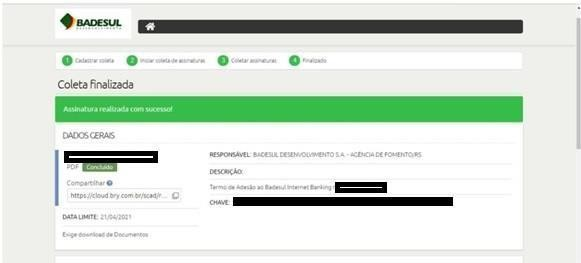 BADESUL
DESENVOLVIMENTO
1 Cadastrar coleta 2 Iniciar coleta de assinaturas 3 Coletar assinaturas 4 Finalizado
Coleta finalizada
Assinatura realizada com sucesso!
DADOS GERAIS
PDF Concluído
Compartilhar
https://cloud.bry.com.br/scad/r...
DATA LIMITE: 21/04/2021
Exige download de Documentos
RESPONSÁVEL: BADESUL DESENVOLVIMENTO S.A. - AGÊNCIA DE FOMENTO/RS
DESCRIÇÃO:
Termo de Adesão ao Badesul Internet Banking
CHAVE: